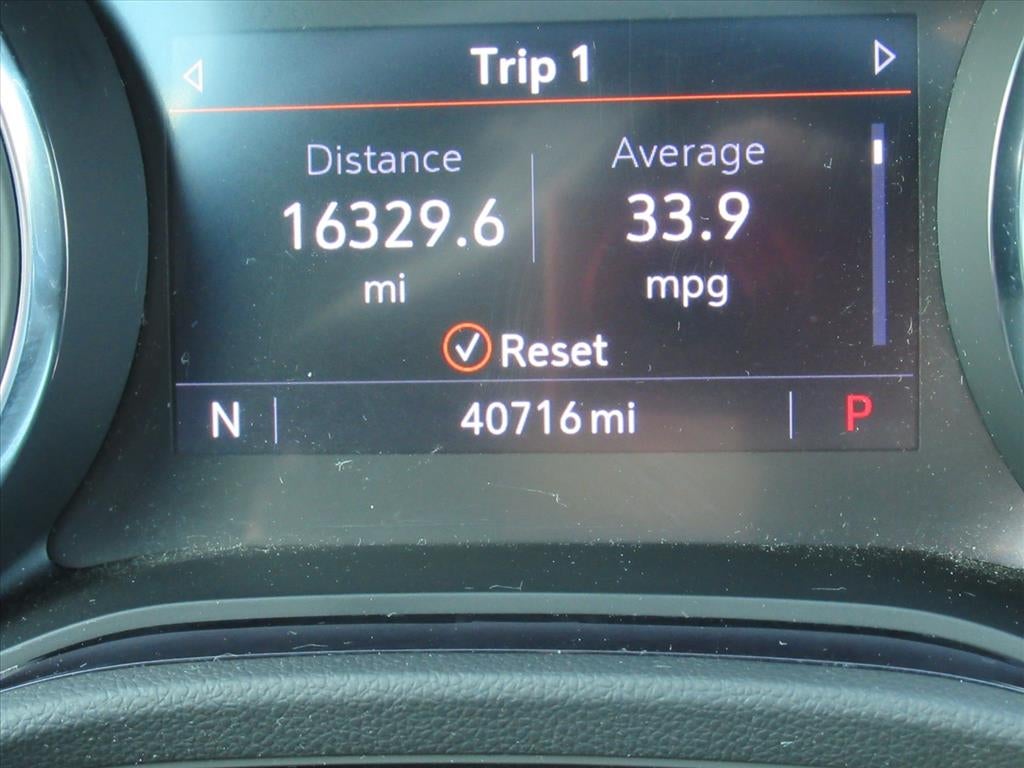 Trip 1
Distance Average
16329.6 33.9
mi mpg
Reset
N 40716 mi P